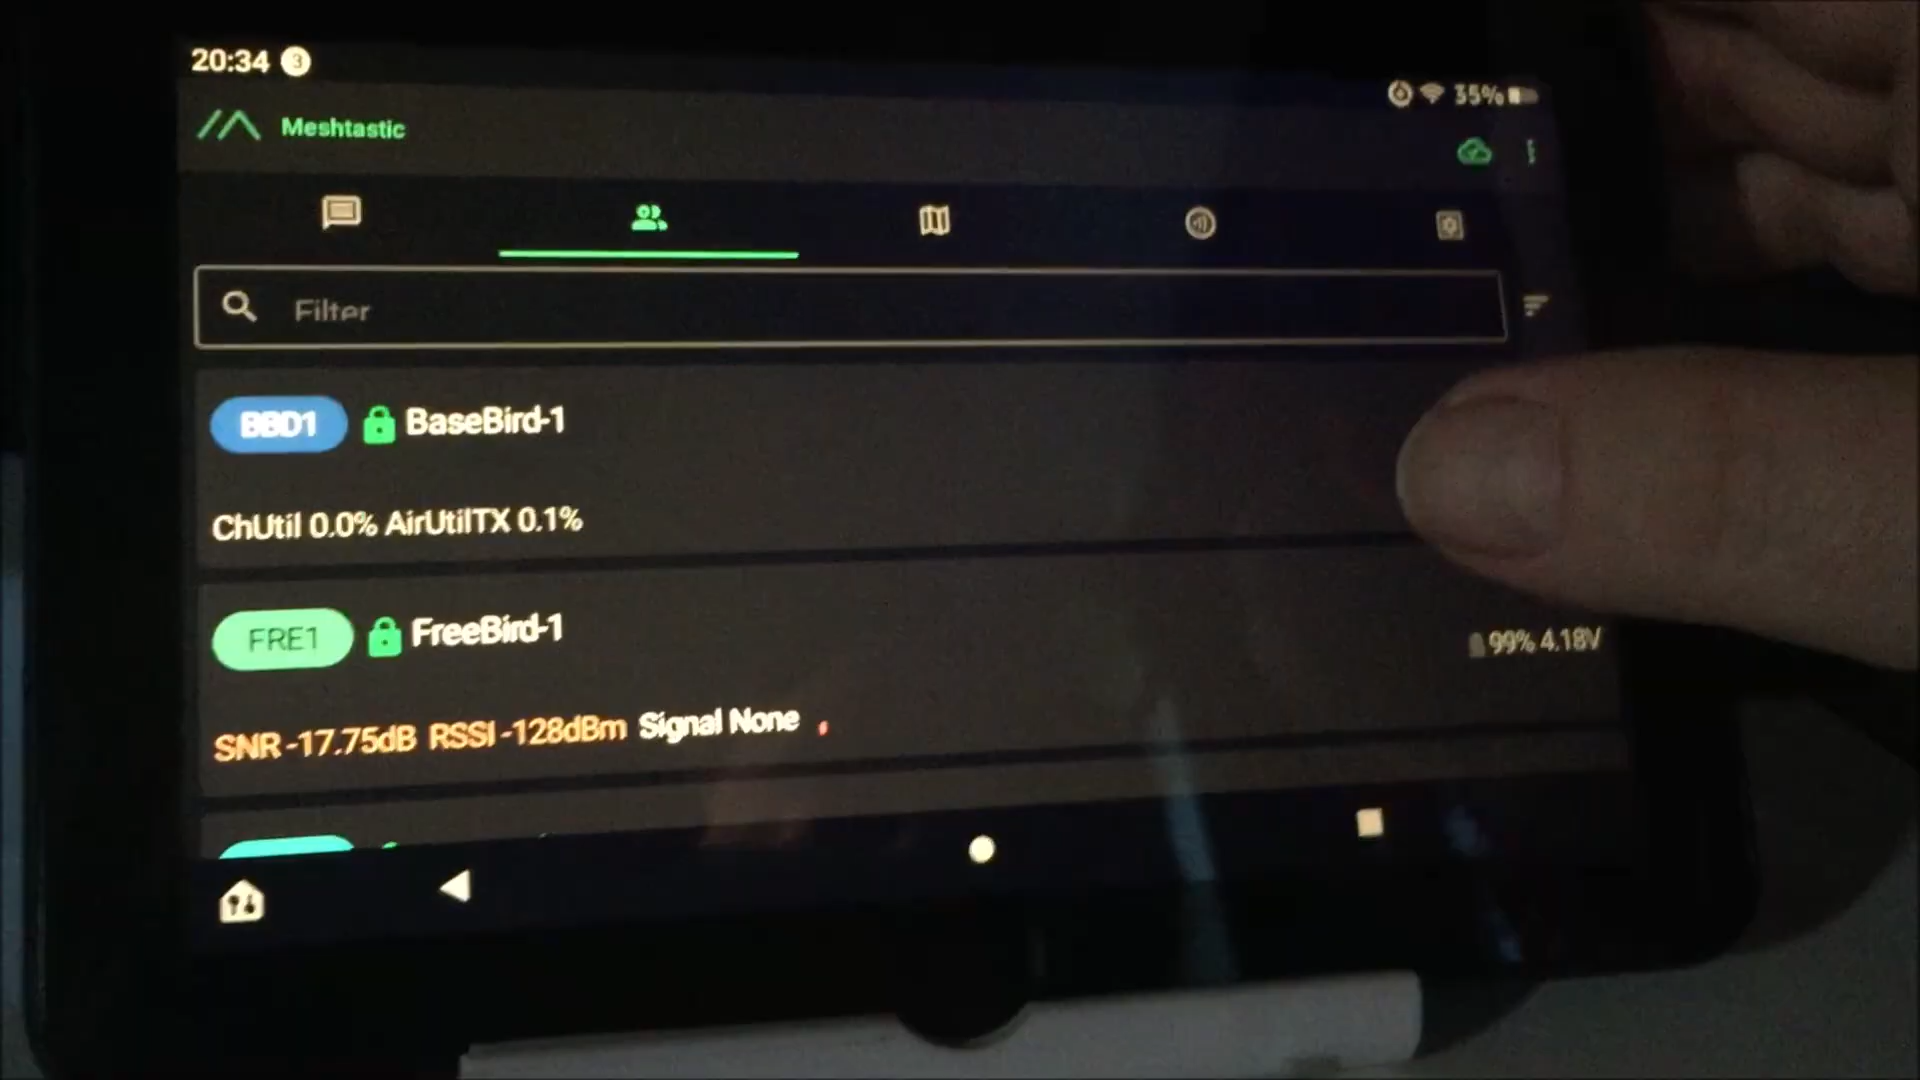 20:34 3
35%
Meshtastic
Filter
BBD1 BaseBird-1
ChUtil 0.0% AirUtilTX 0.1%
FRE1 FreeBird-1
99% 4.18V
SNR -17.75dB RSSI -128dBm Signal None